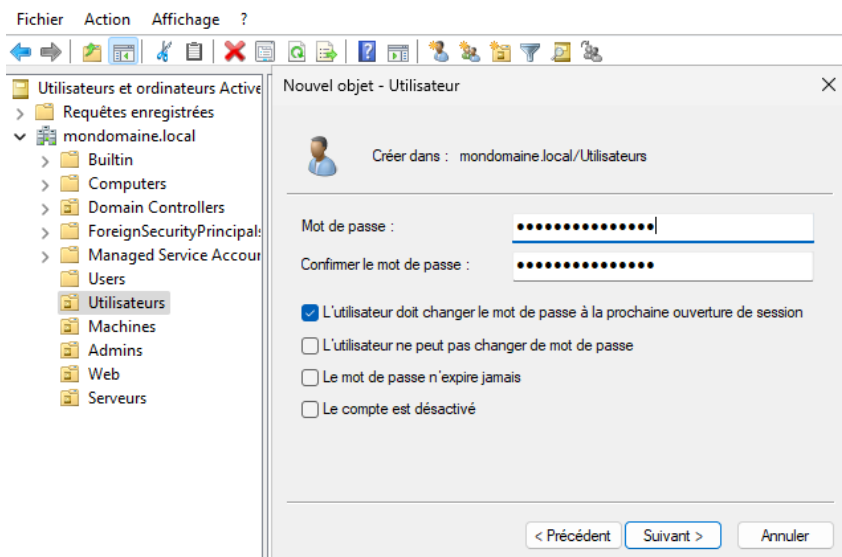 Fichier Action Affichage ?
Utilisateurs et ordinateurs Active
Requêtes enregistrées
mondomaine.local
Builtin
Computers
Domain Controllers
ForeignSecurityPrincipals
Managed Service Accour
Users
Utilisateurs
Machines
Admins
Web
Serveurs
Nouvel objet - Utilisateur
Créer dans : mondomaine.local/Utilisateurs
Mot de passe : •••••••••••••••
Confirmer le mot de passe : •••••••••••••••
L'utilisateur doit changer le mot de passe à la prochaine ouverture de session
L'utilisateur ne peut pas changer de mot de passe
Le mot de passe n'expire jamais
Le compte est désactivé
< Précédent Suivant > Annuler